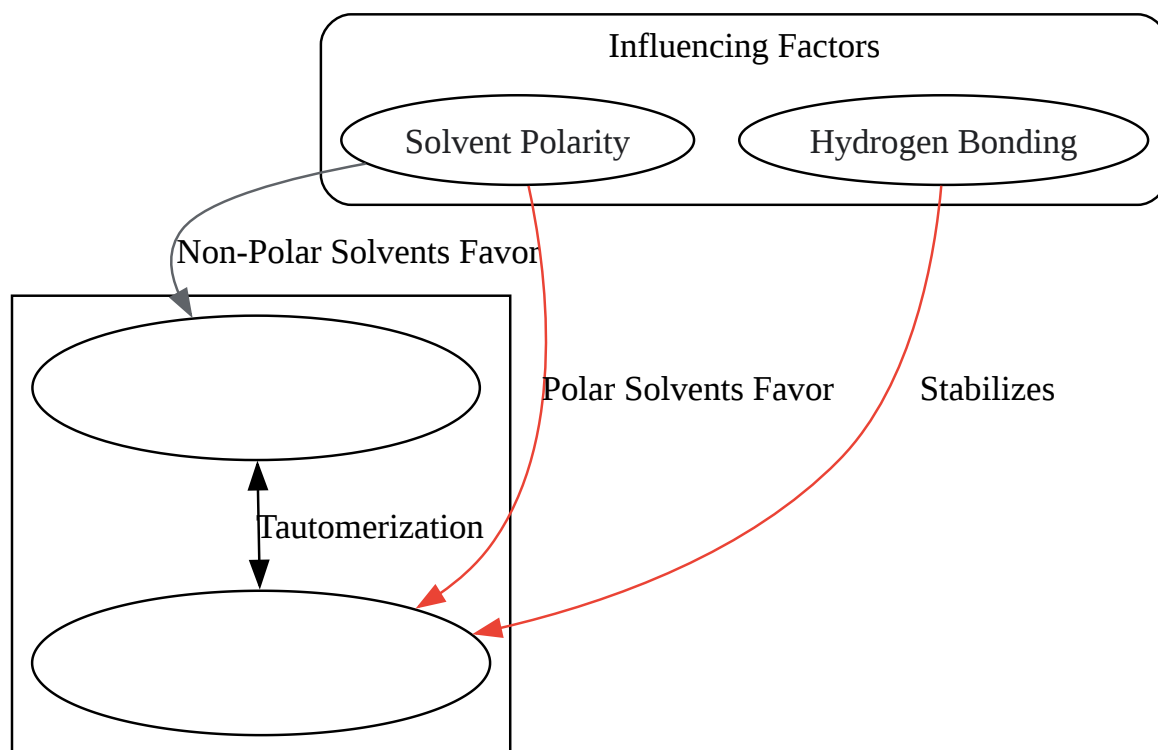 Influencing Factors
Solvent Polarity
Hydrogen Bonding
Non-Polar Solvents Favor
Polar Solvents Favor
Stabilizes
Tautomerization